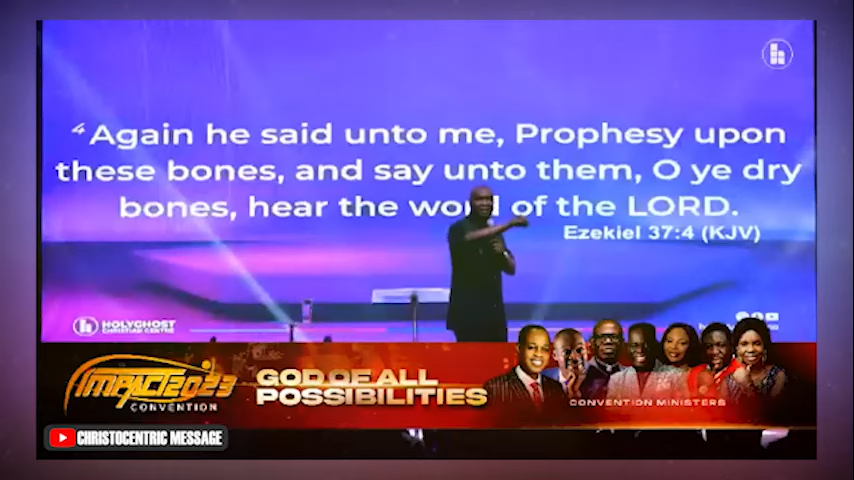 ⁴ Again he said unto me, Prophesy upon
these bones, and say unto them, O ye dry
bones, hear the word of the LORD.
Ezekiel 37:4 (KJV)
HOLYGHOST
CHRISTIAN CENTRE
IMPACT2023
CONVENTION
GOD OF ALL
POSSIBILITIES
CONVENTION MINISTERS
CHRISTOCENTRIC MESSAGE